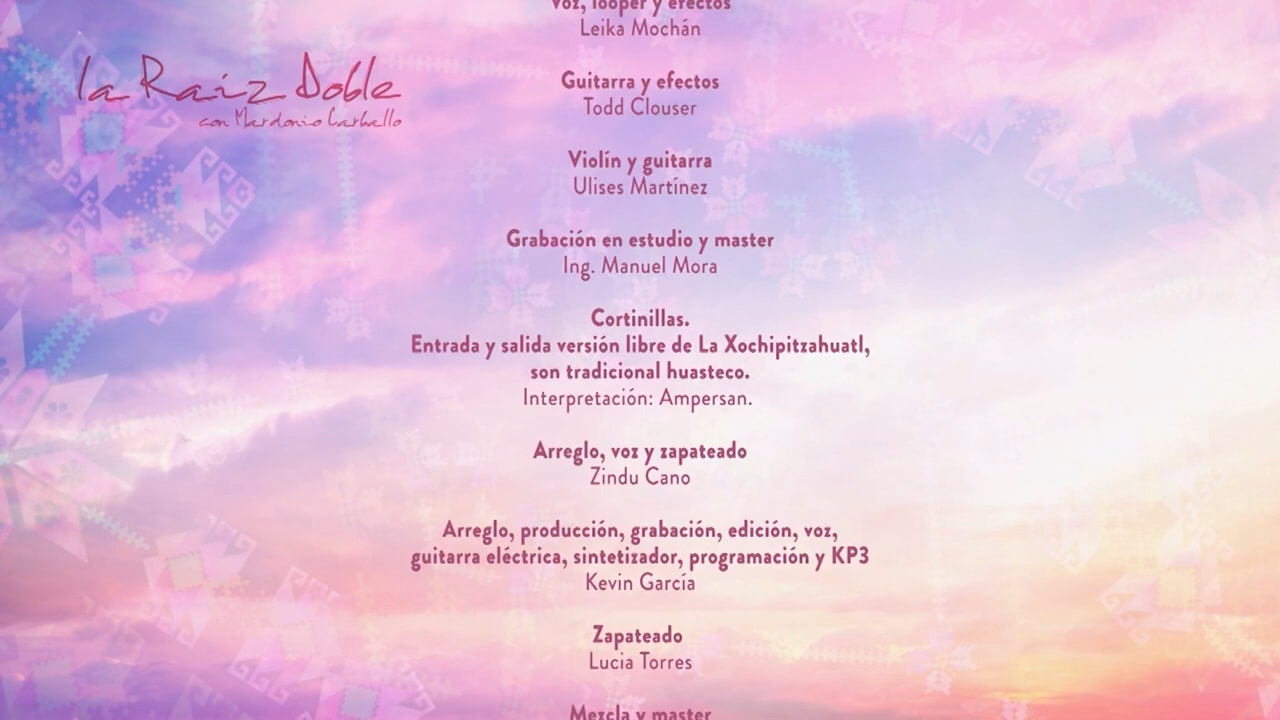 la Raíz Doble
con Mardonio Carballo
Voz, looper y efectos
Leika Mochán
Guitarra y efectos
Todd Clouser
Violín y guitarra
Ulises Martínez
Grabación en estudio y master
Ing. Manuel Mora
Cortinillas.
Entrada y salida versión libre de La Xochipitzahuatl,
son tradicional huasteco.
Interpretación: Ampersan.
Arreglo, voz y zapateado
Zindu Cano
Arreglo, producción, grabación, edición, voz,
guitarra eléctrica, sintetizador, programación y KP3
Kevin García
Zapateado
Lucia Torres
Mezcla y master